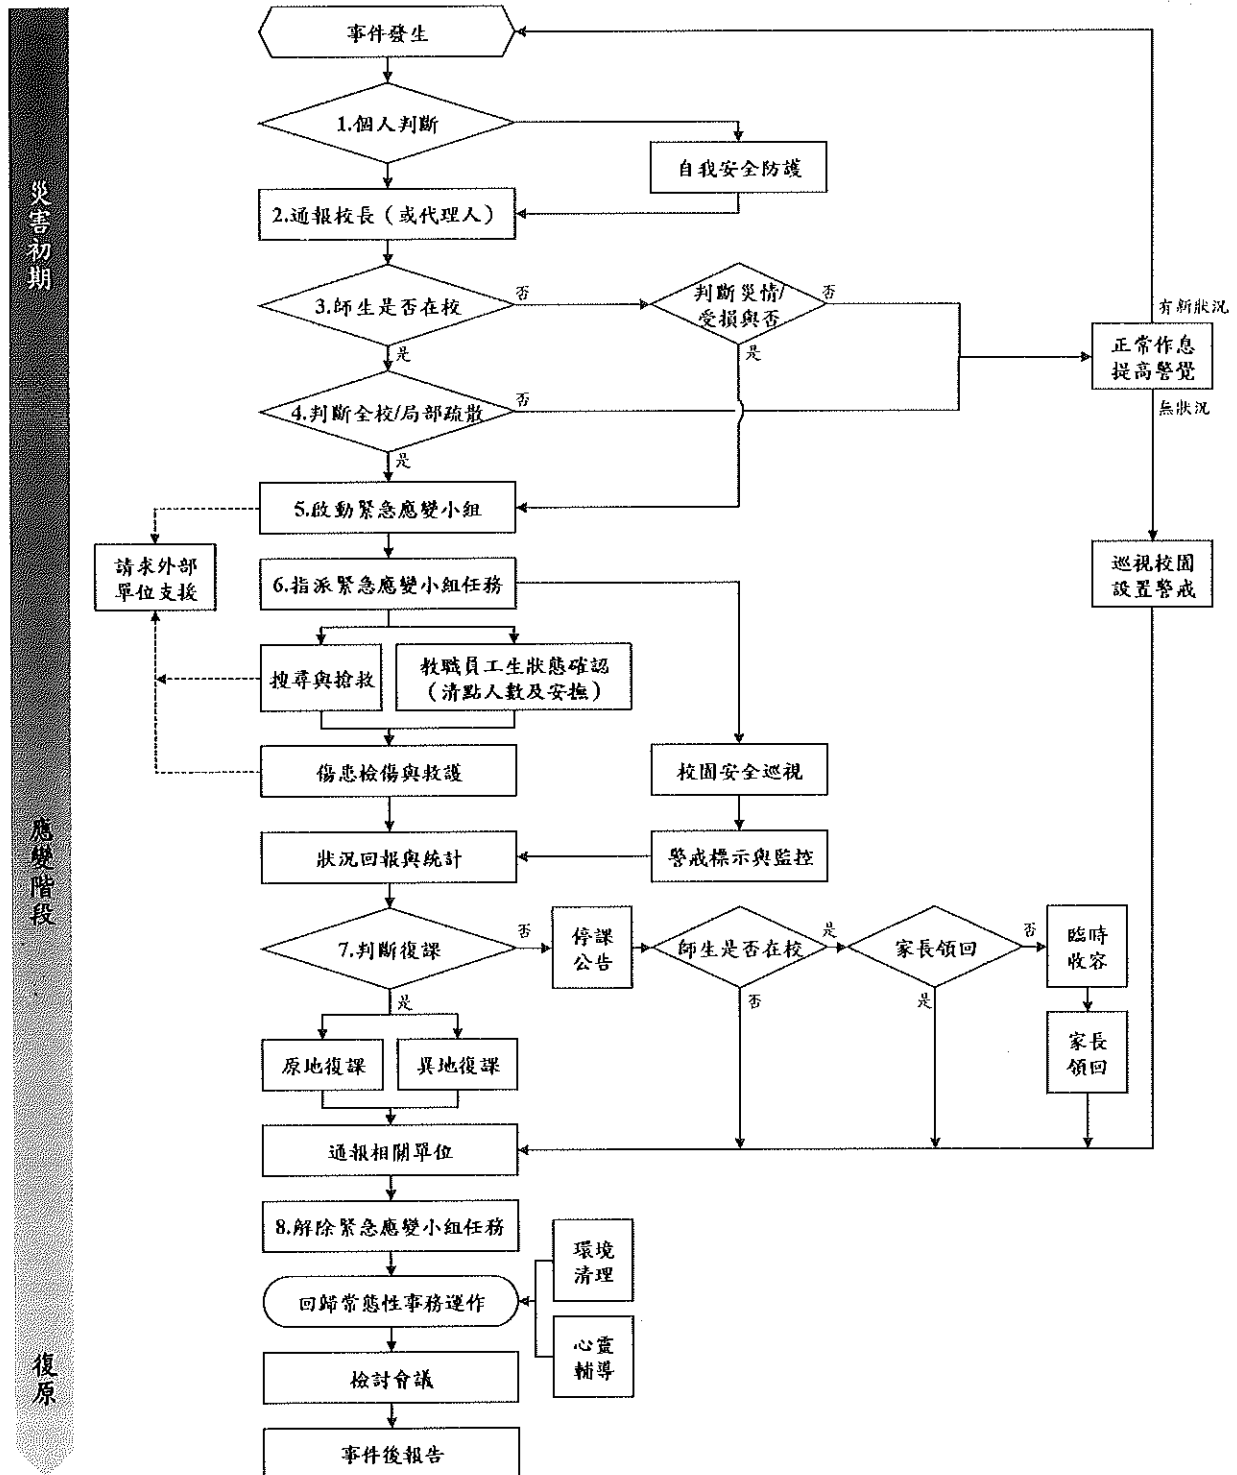 事件發生
1.個人判斷
自我安全防護
2.通報校長（或代理人）
3.師生是否在校
否
是
判斷災情/
受損與否
否
是
有新狀況
正常作息
提高警覺
無狀況
4.判斷全校/局部疏散
否
是
5.啟動緊急應變小組
請求外部
單位支援
6.指派緊急應變小組任務
巡視校園
設置警戒
搜尋與搶救
教職員工生狀態確認
（清點人數及安撫）
傷患檢傷與救護
校園安全巡視
狀況回報與統計
警戒標示與監控
7.判斷復課
否
是
停課
公告
師生是否在校
是
否
家長領回
否
是
臨時
收容
家長
領回
原地復課
異地復課
通報相關單位
8.解除緊急應變小組任務
環境
清理
回歸常態性事務運作
心靈
輔導
檢討會議
事件後報告
災害初期
應變階段
復原